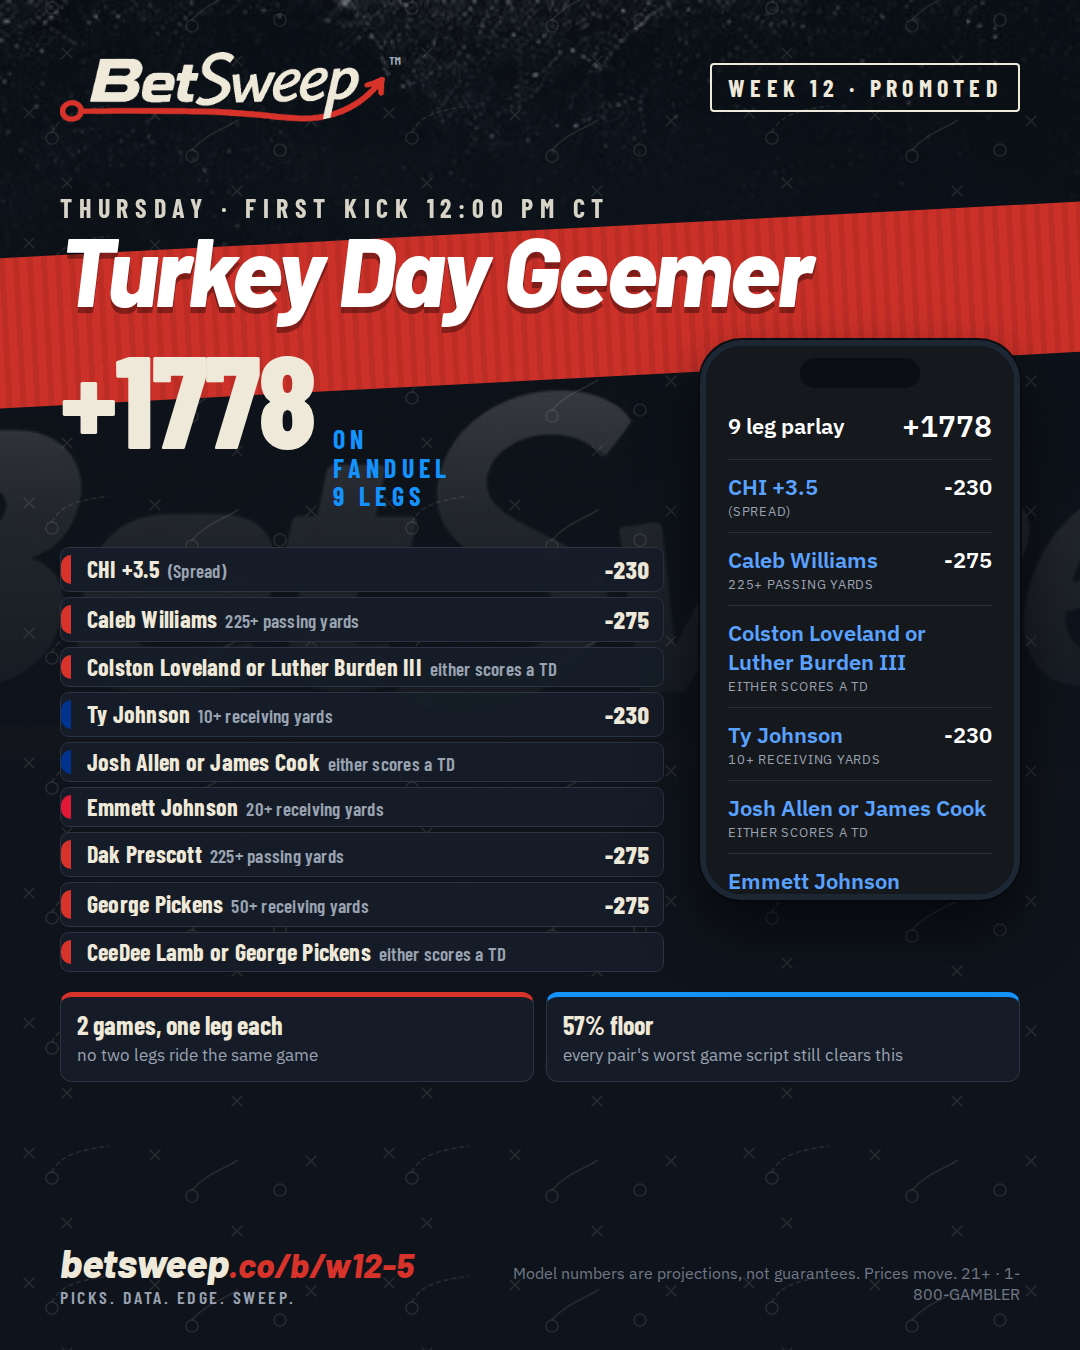 BetSweep™
WEEK 12 · PROMOTED
THURSDAY · FIRST KICK 12:00 PM CT
Turkey Day Geemer
+1778
ON
FANDUEL
9 LEGS
CHI +3.5 (Spread) -230
Caleb Williams 225+ passing yards -275
Colston Loveland or Luther Burden III either scores a TD
Ty Johnson 10+ receiving yards -230
Josh Allen or James Cook either scores a TD
Emmett Johnson 20+ receiving yards
Dak Prescott 225+ passing yards -275
George Pickens 50+ receiving yards -275
CeeDee Lamb or George Pickens either scores a TD
9 leg parlay +1778
CHI +3.5 -230
(SPREAD)
Caleb Williams -275
225+ PASSING YARDS
Colston Loveland or
Luther Burden III
EITHER SCORES A TD
Ty Johnson -230
10+ RECEIVING YARDS
Josh Allen or James Cook
EITHER SCORES A TD
Emmett Johnson
2 games, one leg each
no two legs ride the same game
57% floor
every pair's worst game script still clears this
betsweep.co/b/w12-5
PICKS. DATA. EDGE. SWEEP.
Model numbers are projections, not guarantees. Prices move. 21+ · 1-
800-GAMBLER